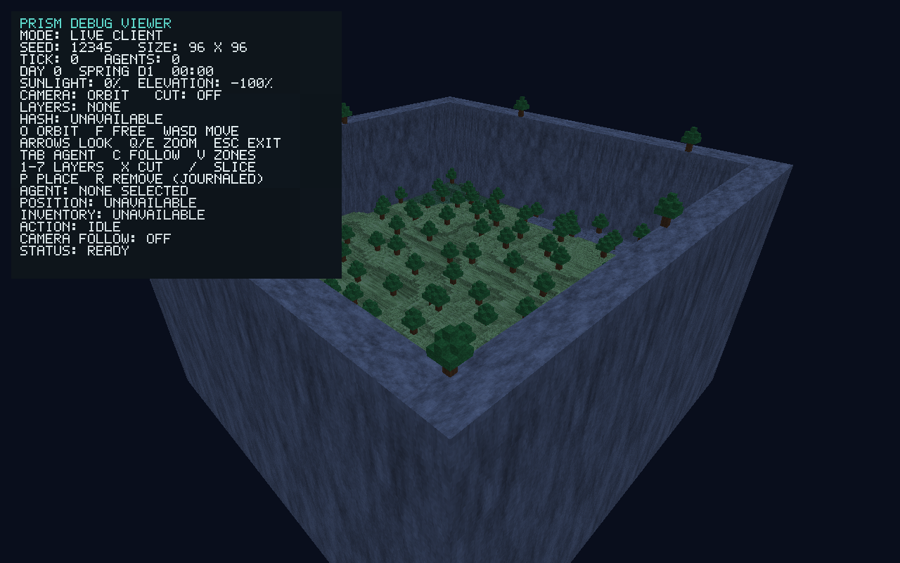 PRISM DEBUG VIEWER
MODE: LIVE CLIENT
SEED: 12345 SIZE: 96 X 96
TICK: 0 AGENTS: 0
DAY 0 SPRING D1 00:00
SUNLIGHT: 0% ELEVATION: -100%
CAMERA: ORBIT CUT: OFF
LAYERS: NONE
HASH: UNAVAILABLE
O ORBIT F FREE WASD MOVE
ARROWS LOOK Q/E ZOOM ESC EXIT
TAB AGENT C FOLLOW V ZONES
1-7 LAYERS X CUT / SLICE
P PLACE R REMOVE (JOURNALED)
AGENT: NONE SELECTED
POSITION: UNAVAILABLE
INVENTORY: UNAVAILABLE
ACTION: IDLE
CAMERA FOLLOW: OFF
STATUS: READY